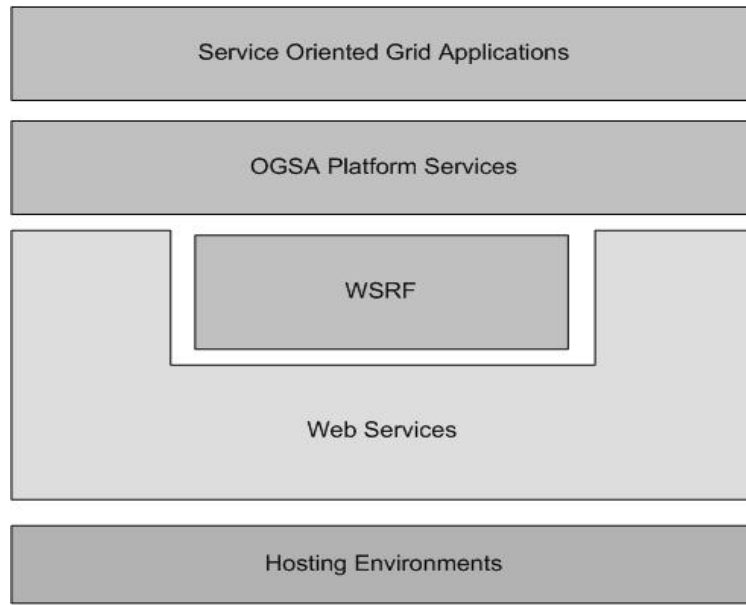 Service Oriented Grid Applications
OGSA Platform Services
WSRF
Web Services
Hosting Environments